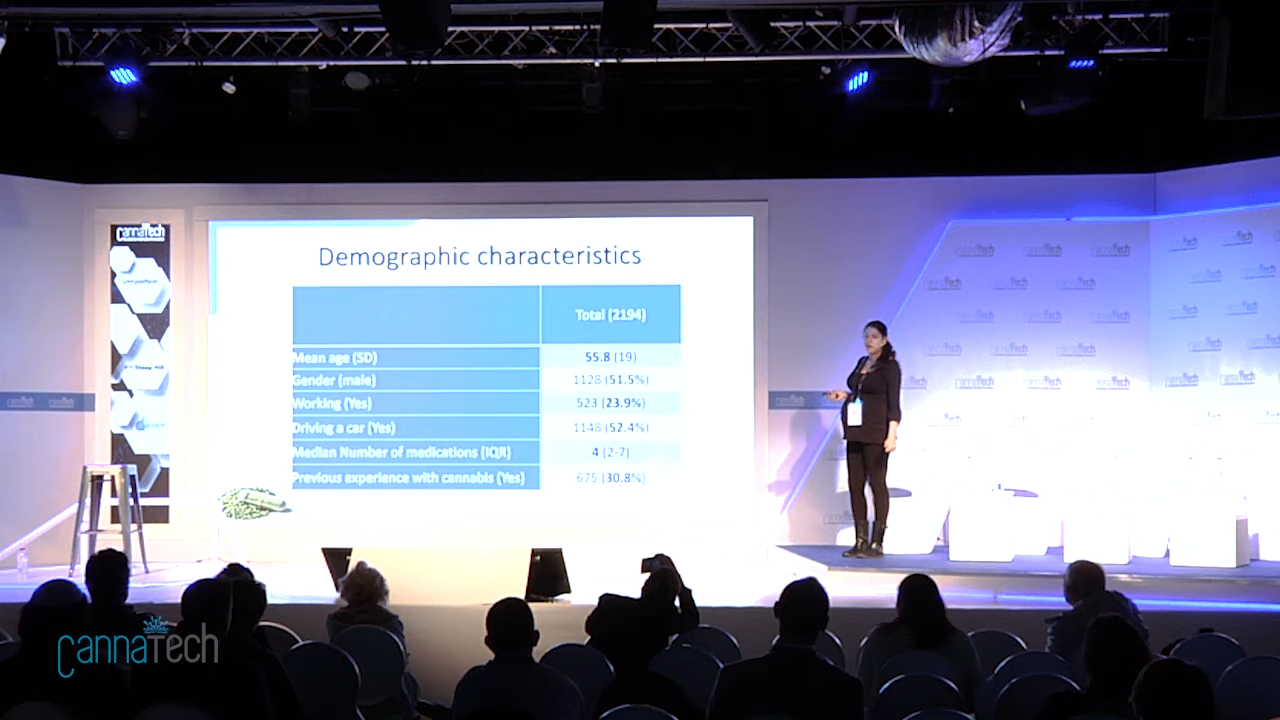 cannaTech
Demographic characteristics
Total (2194)
Mean age (SD) 55.8 (19)
Gender (male) 1128 (51.5%)
Working (Yes) 523 (23.9%)
Driving a car (Yes) 1148 (52.4%)
Median Number of medications (IQR) 4 (2-7)
Previous experience with cannabis (Yes) 675 (30.8%)
cannaTech